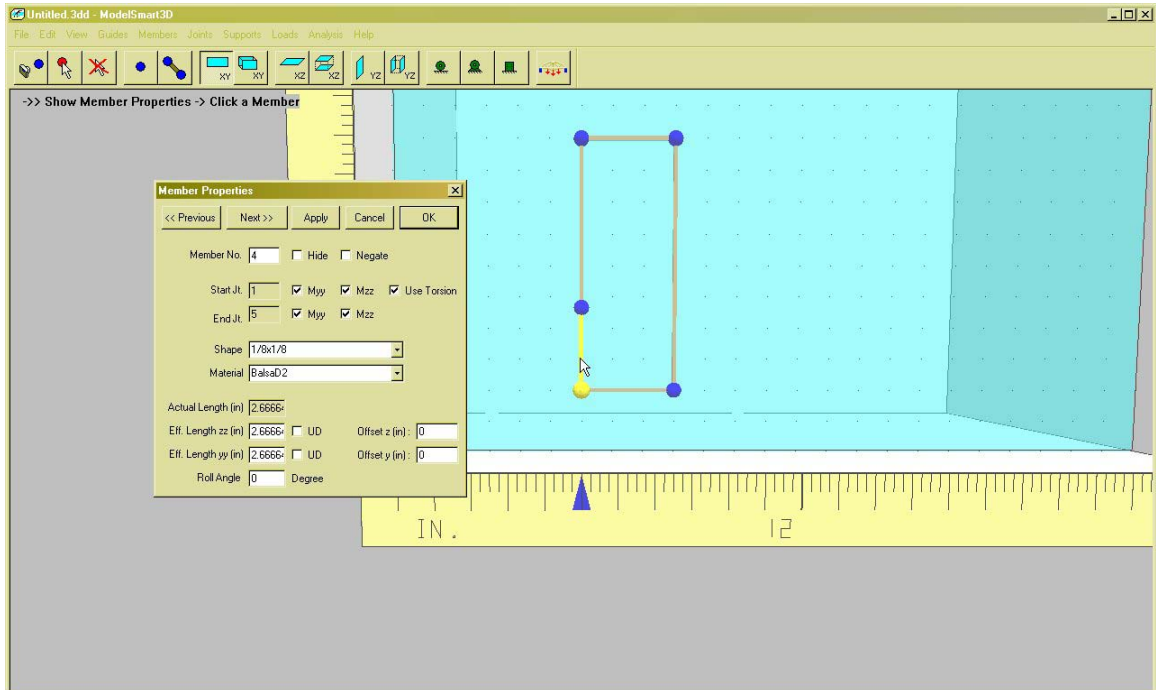 Untitled.3dd - ModelSmart3D
File Edit View Guides Members Joints Supports Loads Analysis Help
XY XY XZ XZ YZ YZ
->> Show Member Properties -> Click a Member
Member Properties
<< Previous Next >> Apply Cancel OK
Member No. 4 Hide Negate
Start Jt. 1 Myy Mzz Use Torsion
End Jt. 5 Myy Mzz
Shape 1/8x1/8
Material BalsaD2
Actual Length (in) 2.6666
Eff. Length zz (in) 2.6666 UD Offset z (in) : 0
Eff. Length yy (in) 2.6666 UD Offset y (in) : 0
Roll Angle 0 Degree
IN. 12